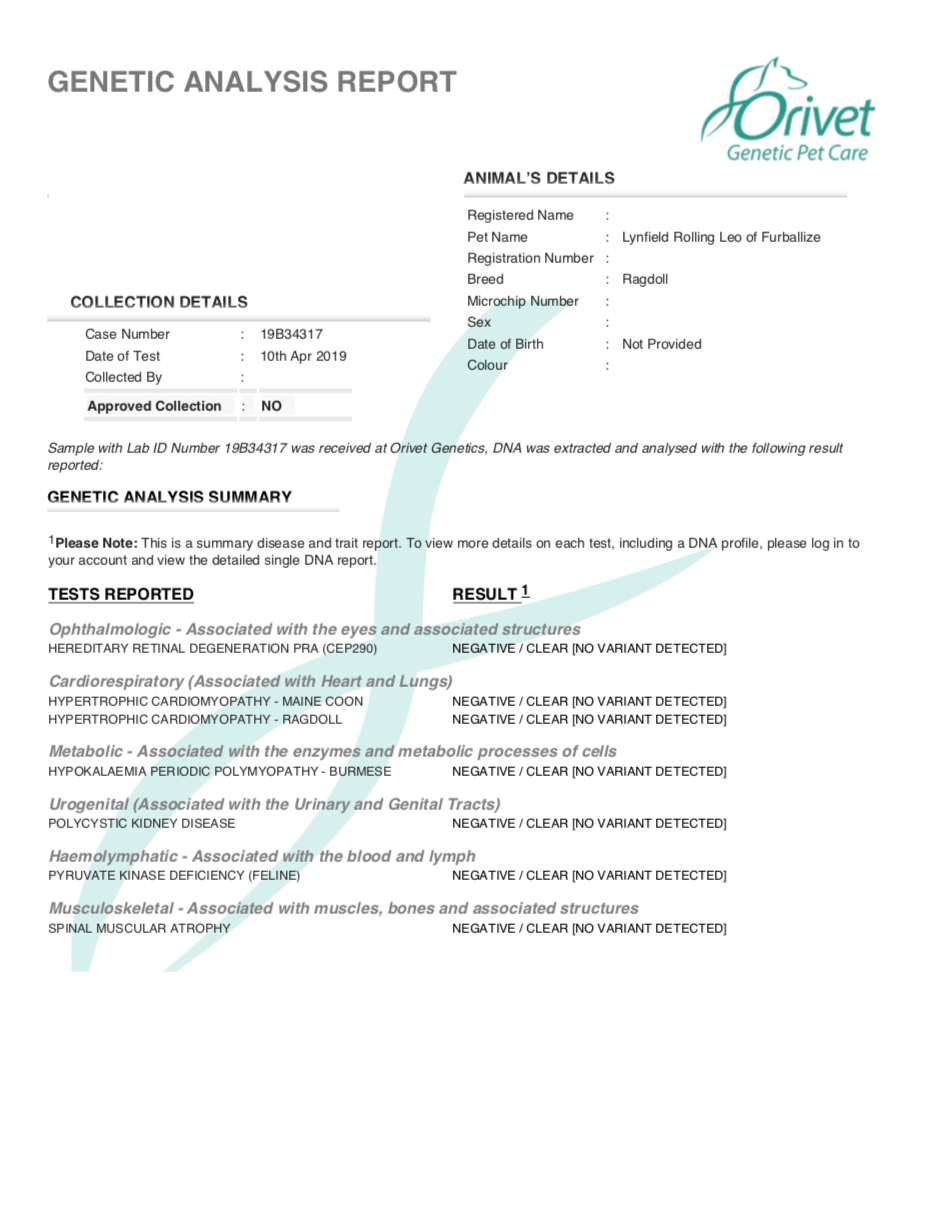 GENETIC ANALYSIS REPORT
Orivet
Genetic Pet Care
ANIMAL'S DETAILS
Registered Name :
Pet Name : Lynfield Rolling Leo of Furballize
Registration Number :
Breed : Ragdoll
Microchip Number :
Sex :
Date of Birth : Not Provided
Colour :
COLLECTION DETAILS
Case Number : 19B34317
Date of Test : 10th Apr 2019
Collected By :
Approved Collection : NO
Sample with Lab ID Number 19B34317 was received at Orivet Genetics, DNA was extracted and analysed with the following result
reported:
GENETIC ANALYSIS SUMMARY
1Please Note: This is a summary disease and trait report. To view more details on each test, including a DNA profile, please log in to
your account and view the detailed single DNA report.
TESTS REPORTED RESULT 1
Ophthalmologic - Associated with the eyes and associated structures
HEREDITARY RETINAL DEGENERATION PRA (CEP290) NEGATIVE / CLEAR [NO VARIANT DETECTED]
Cardiorespiratory (Associated with Heart and Lungs)
HYPERTROPHIC CARDIOMYOPATHY - MAINE COON NEGATIVE / CLEAR [NO VARIANT DETECTED]
HYPERTROPHIC CARDIOMYOPATHY - RAGDOLL NEGATIVE / CLEAR [NO VARIANT DETECTED]
Metabolic - Associated with the enzymes and metabolic processes of cells
HYPOKALAEMIA PERIODIC POLYMYOPATHY - BURMESE NEGATIVE / CLEAR [NO VARIANT DETECTED]
Urogenital (Associated with the Urinary and Genital Tracts)
POLYCYSTIC KIDNEY DISEASE NEGATIVE / CLEAR [NO VARIANT DETECTED]
Haemolymphatic - Associated with the blood and lymph
PYRUVATE KINASE DEFICIENCY (FELINE) NEGATIVE / CLEAR [NO VARIANT DETECTED]
Musculoskeletal - Associated with muscles, bones and associated structures
SPINAL MUSCULAR ATROPHY NEGATIVE / CLEAR [NO VARIANT DETECTED]